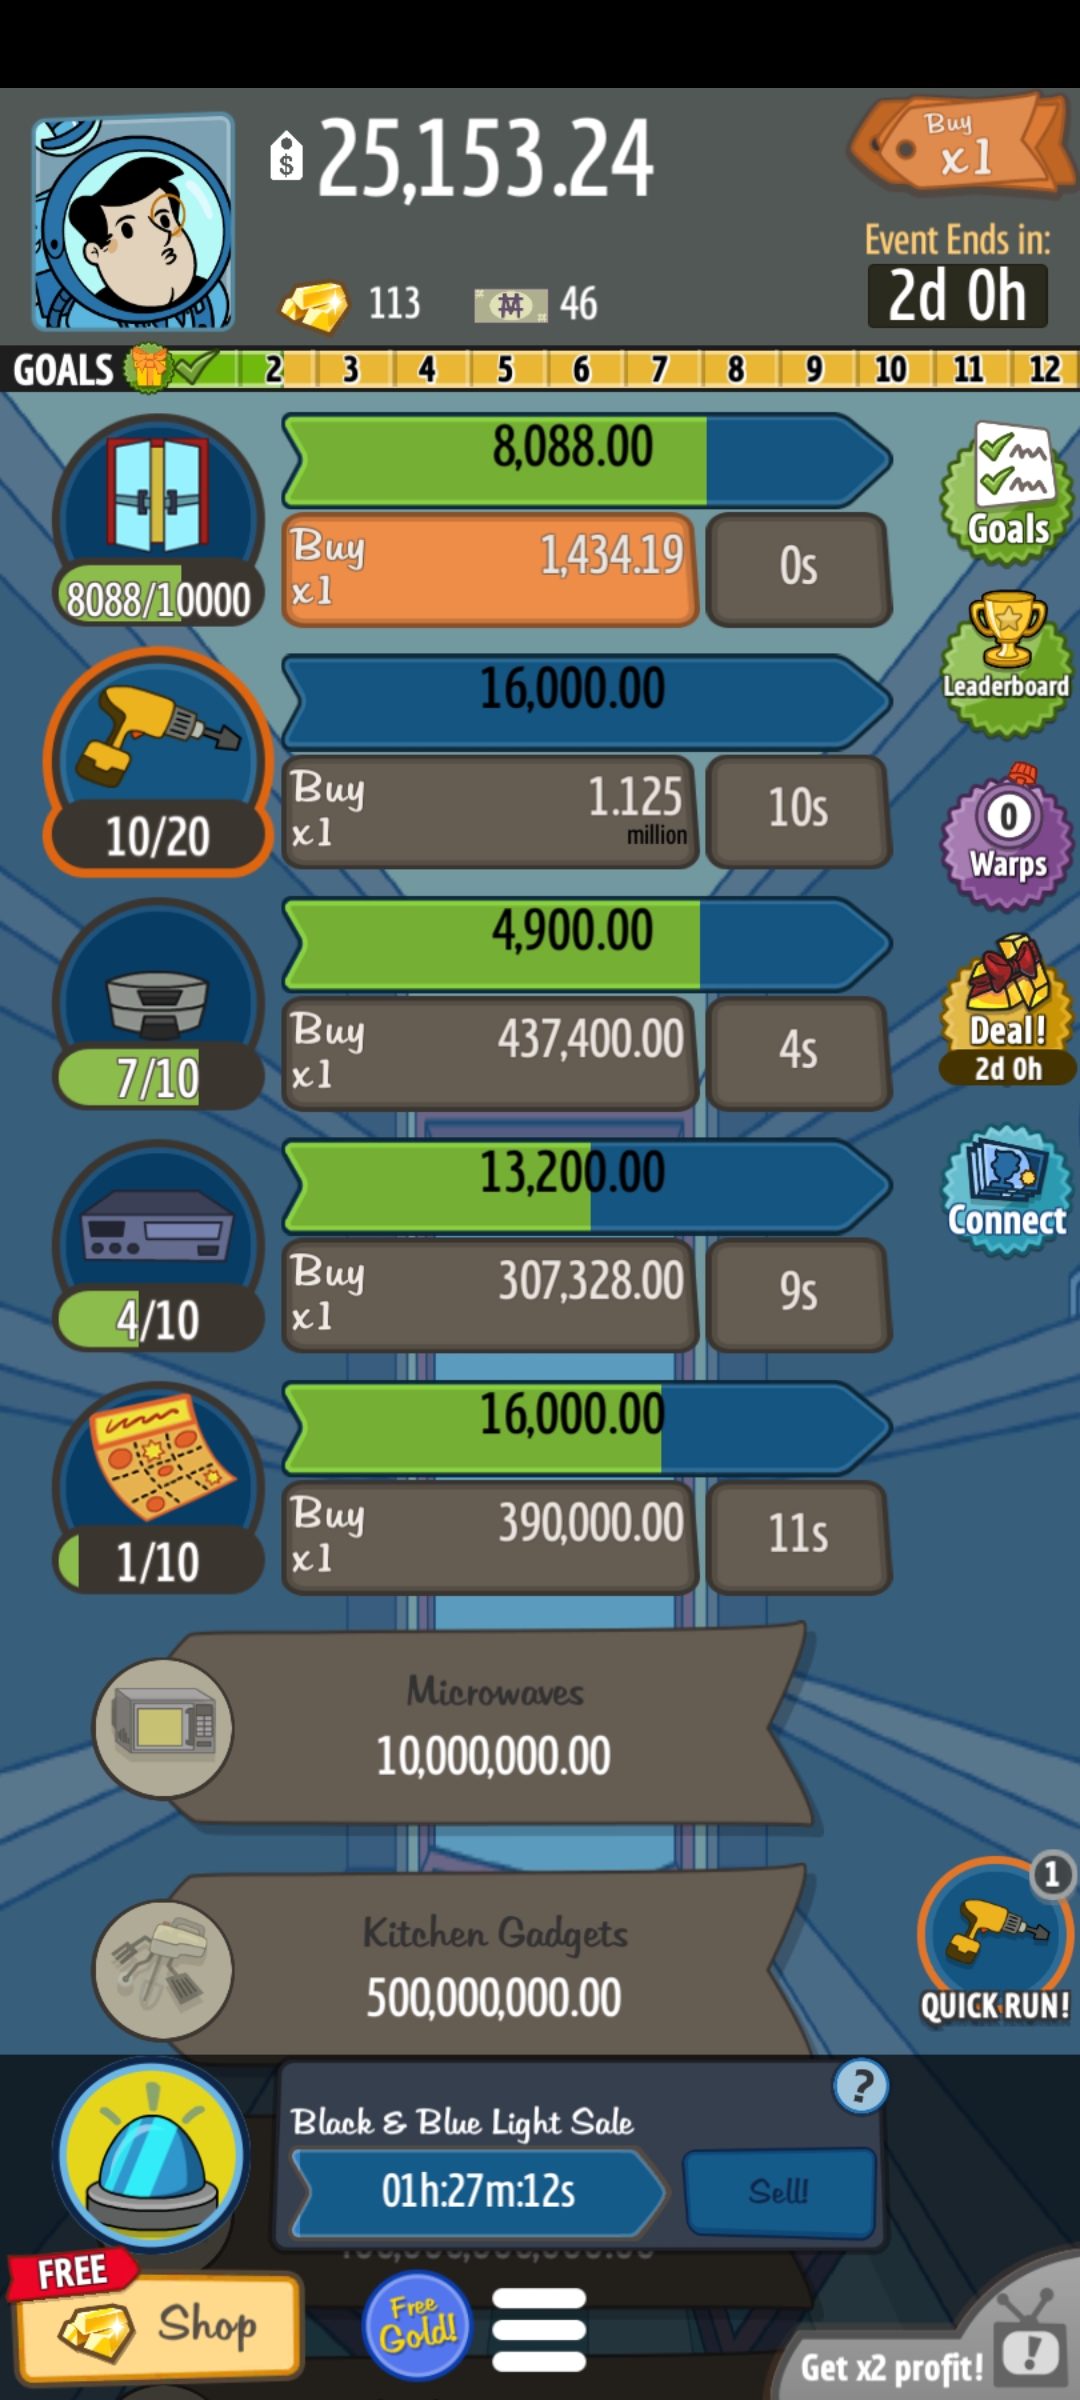 25,153.24
Buy
x1
113
46
Event Ends in:
2d 0h
GOALS 2 3 4 5 6 7 8 9 10 11 12
8,088.00
8088/10000
Buy
x1
1,434.19
0s
Goals
16,000.00
10/20
Buy
x1
1.125
million
10s
Leaderboard
0
Warps
4,900.00
7/10
Buy
x1
437,400.00
4s
Deal!
2d 0h
13,200.00
4/10
Buy
x1
307,328.00
9s
Connect
16,000.00
1/10
Buy
x1
390,000.00
11s
Microwaves
10,000,000.00
Kitchen Gadgets
500,000,000.00
1
QUICK RUN!
Black & Blue Light Sale
?
01h:27m:12s
Sell!
FREE
Shop
Free
Gold!
Get x2 profit!